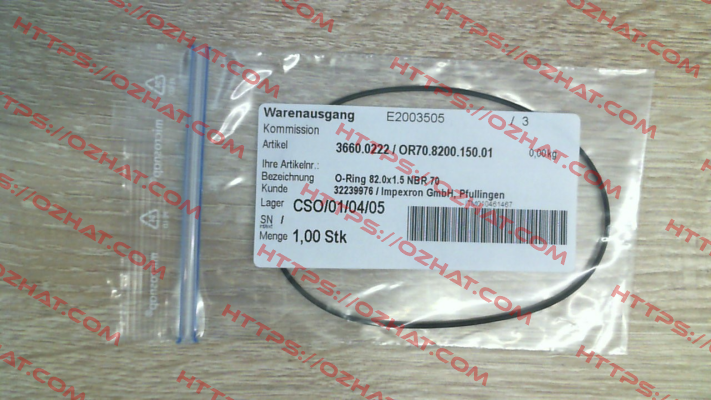 Warenausgang E2003505 / 3
Kommission
Artikel 3660.0222 / OR70.8200.150.01 0,00kg
Ihre Artikelnr.:
Bezeichnung O-Ring 82.0x1.5 NBR 70
Kunde 32239976 / Impexron GmbH, Pfullingen
Lager CSO/01/04/05
SN /
Menge 1,00 Stk
HTTPS://OZHAT.COM